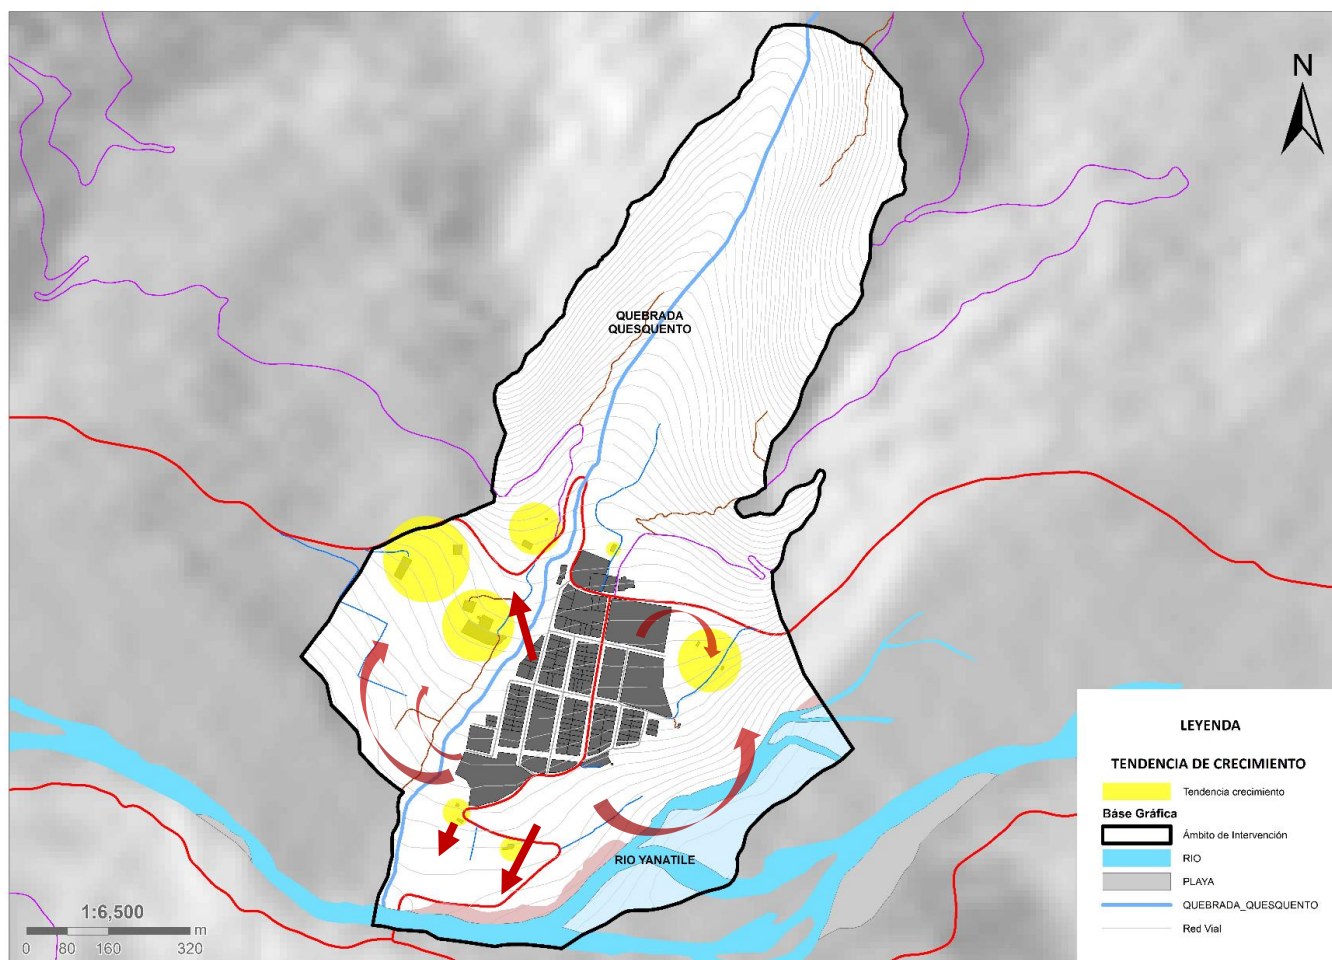 N
QUEBRADA
QUESQUENTO
RIO YANATILE
1:6,500
0 80 160 320 m
LEYENDA
TENDENCIA DE CRECIMIENTO
Tendencia crecimiento
Báse Gráfica
Ámbito de Intervención
RIO
PLAYA
QUEBRADA_QUESQUENTO
Red Vial